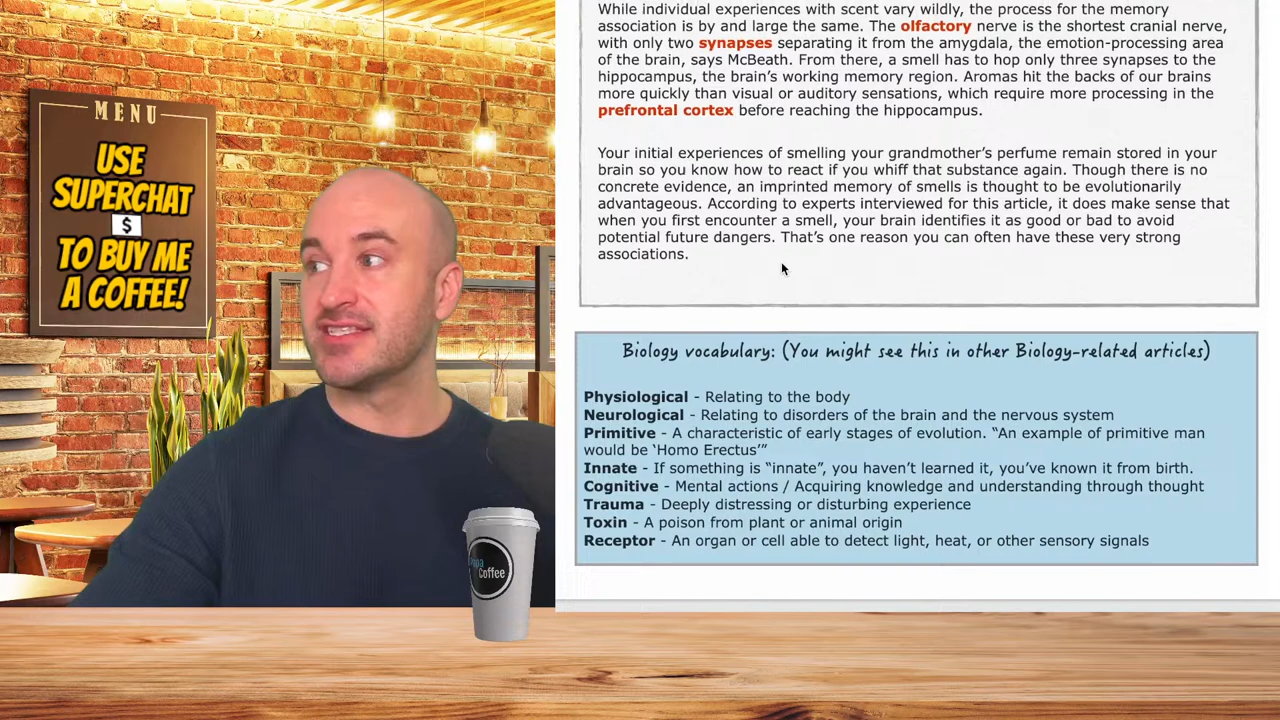 MENU
USE
SUPERCHAT
$
TO BUY ME
A COFFEE!
While individual experiences with scent vary wildly, the process for the memory
association is by and large the same. The olfactory nerve is the shortest cranial nerve,
with only two synapses separating it from the amygdala, the emotion-processing area
of the brain, says McBeath. From there, a smell has to hop only three synapses to the
hippocampus, the brain’s working memory region. Aromas hit the backs of our brains
more quickly than visual or auditory sensations, which require more processing in the
prefrontal cortex before reaching the hippocampus.
Your initial experiences of smelling your grandmother’s perfume remain stored in your
brain so you know how to react if you whiff that substance again. Though there is no
concrete evidence, an imprinted memory of smells is thought to be evolutionarily
advantageous. According to experts interviewed for this article, it does make sense that
when you first encounter a smell, your brain identifies it as good or bad to avoid
potential future dangers. That’s one reason you can often have these very strong
associations.
Biology vocabulary: (You might see this in other Biology-related articles)
Physiological - Relating to the body
Neurological - Relating to disorders of the brain and the nervous system
Primitive - A characteristic of early stages of evolution. “An example of primitive man
would be ‘Homo Erectus’”
Innate - If something is “innate”, you haven’t learned it, you’ve known it from birth.
Cognitive - Mental actions / Acquiring knowledge and understanding through thought
Trauma - Deeply distressing or disturbing experience
Toxin - A poison from plant or animal origin
Receptor - An organ or cell able to detect light, heat, or other sensory signals
Coffee